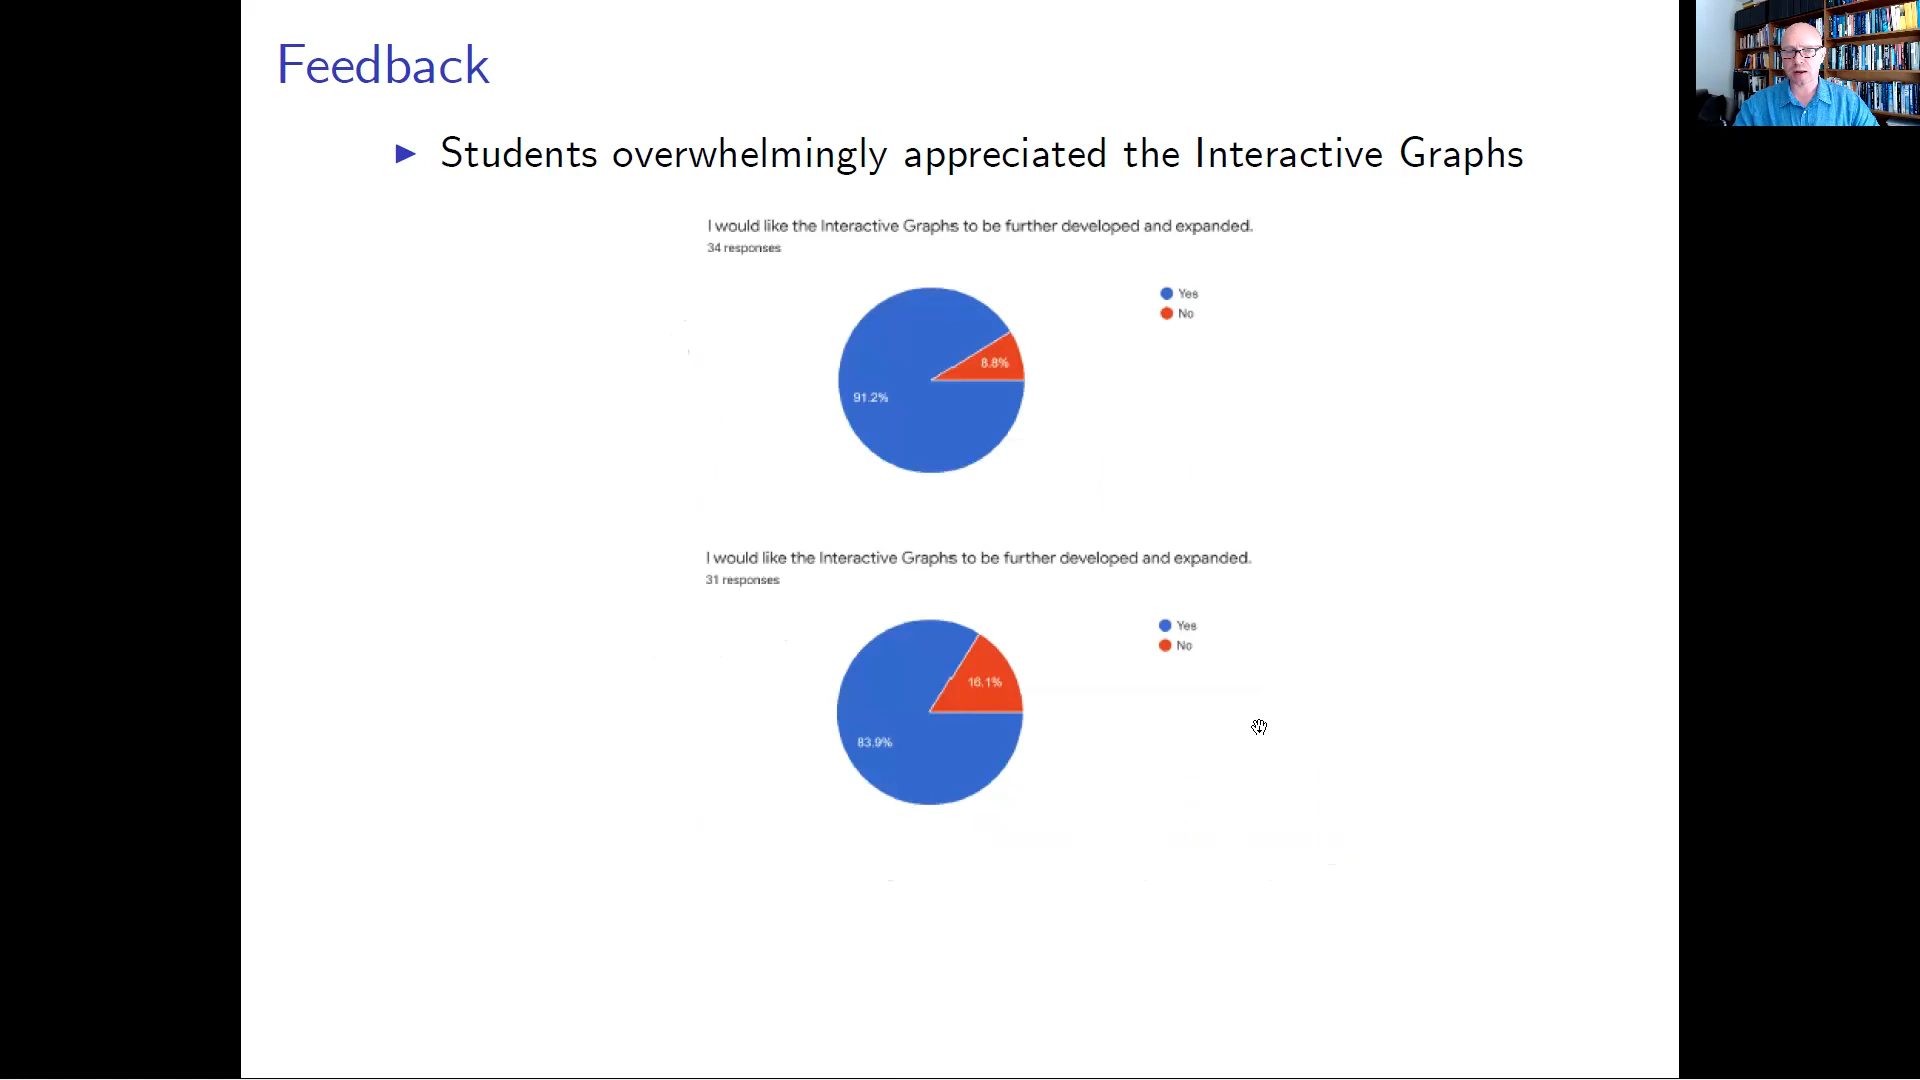 Feedback
Students overwhelmingly appreciated the Interactive Graphs
I would like the Interactive Graphs to be further developed and expanded.
34 responses
Yes
No
8.8%
91.2%
I would like the Interactive Graphs to be further developed and expanded.
31 responses
Yes
No
16.1%
83.9%